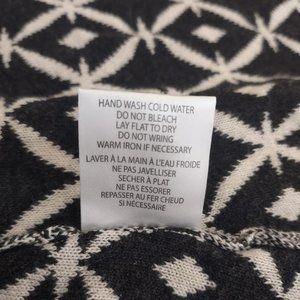 HAND WASH COLD WATER
DO NOT BLEACH
LAY FLAT TO DRY
DO NOT WRING
WARM IRON IF NECESSARY
LAVER À LA MAIN À L'EAU FROIDE
NE PAS JAVELLISER
SECHER À PLAT
NE PAS ESSORER
REPASSER AU FER CHEUD
SI NÉCESSAIRE